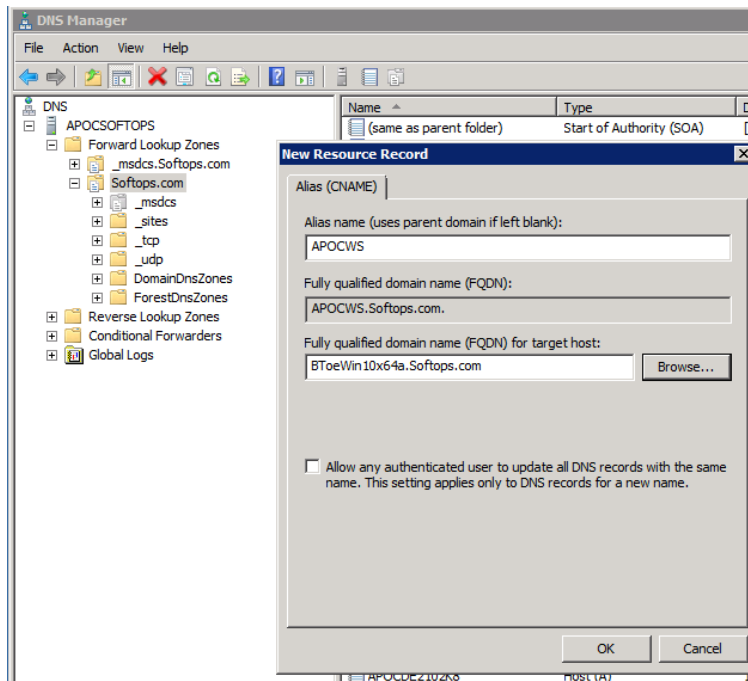 DNS Manager
File Action View Help
DNS
APOCSOFTOPS
Forward Lookup Zones
_msdcs.Softops.com
Softops.com
_msdcs
_sites
_tcp
_udp
DomainDnsZones
ForestDnsZones
Reverse Lookup Zones
Conditional Forwarders
Global Logs
Name Type
(same as parent folder) Start of Authority (SOA)
New Resource Record
Alias (CNAME)
Alias name (uses parent domain if left blank):
APOCWS
Fully qualified domain name (FQDN):
APOCWS.Softops.com.
Fully qualified domain name (FQDN) for target host:
BToeWin10x64a.Softops.com Browse...
Allow any authenticated user to update all DNS records with the same
name. This setting applies only to DNS records for a new name.
OK Cancel
APOCDE2102K8 Host (A)